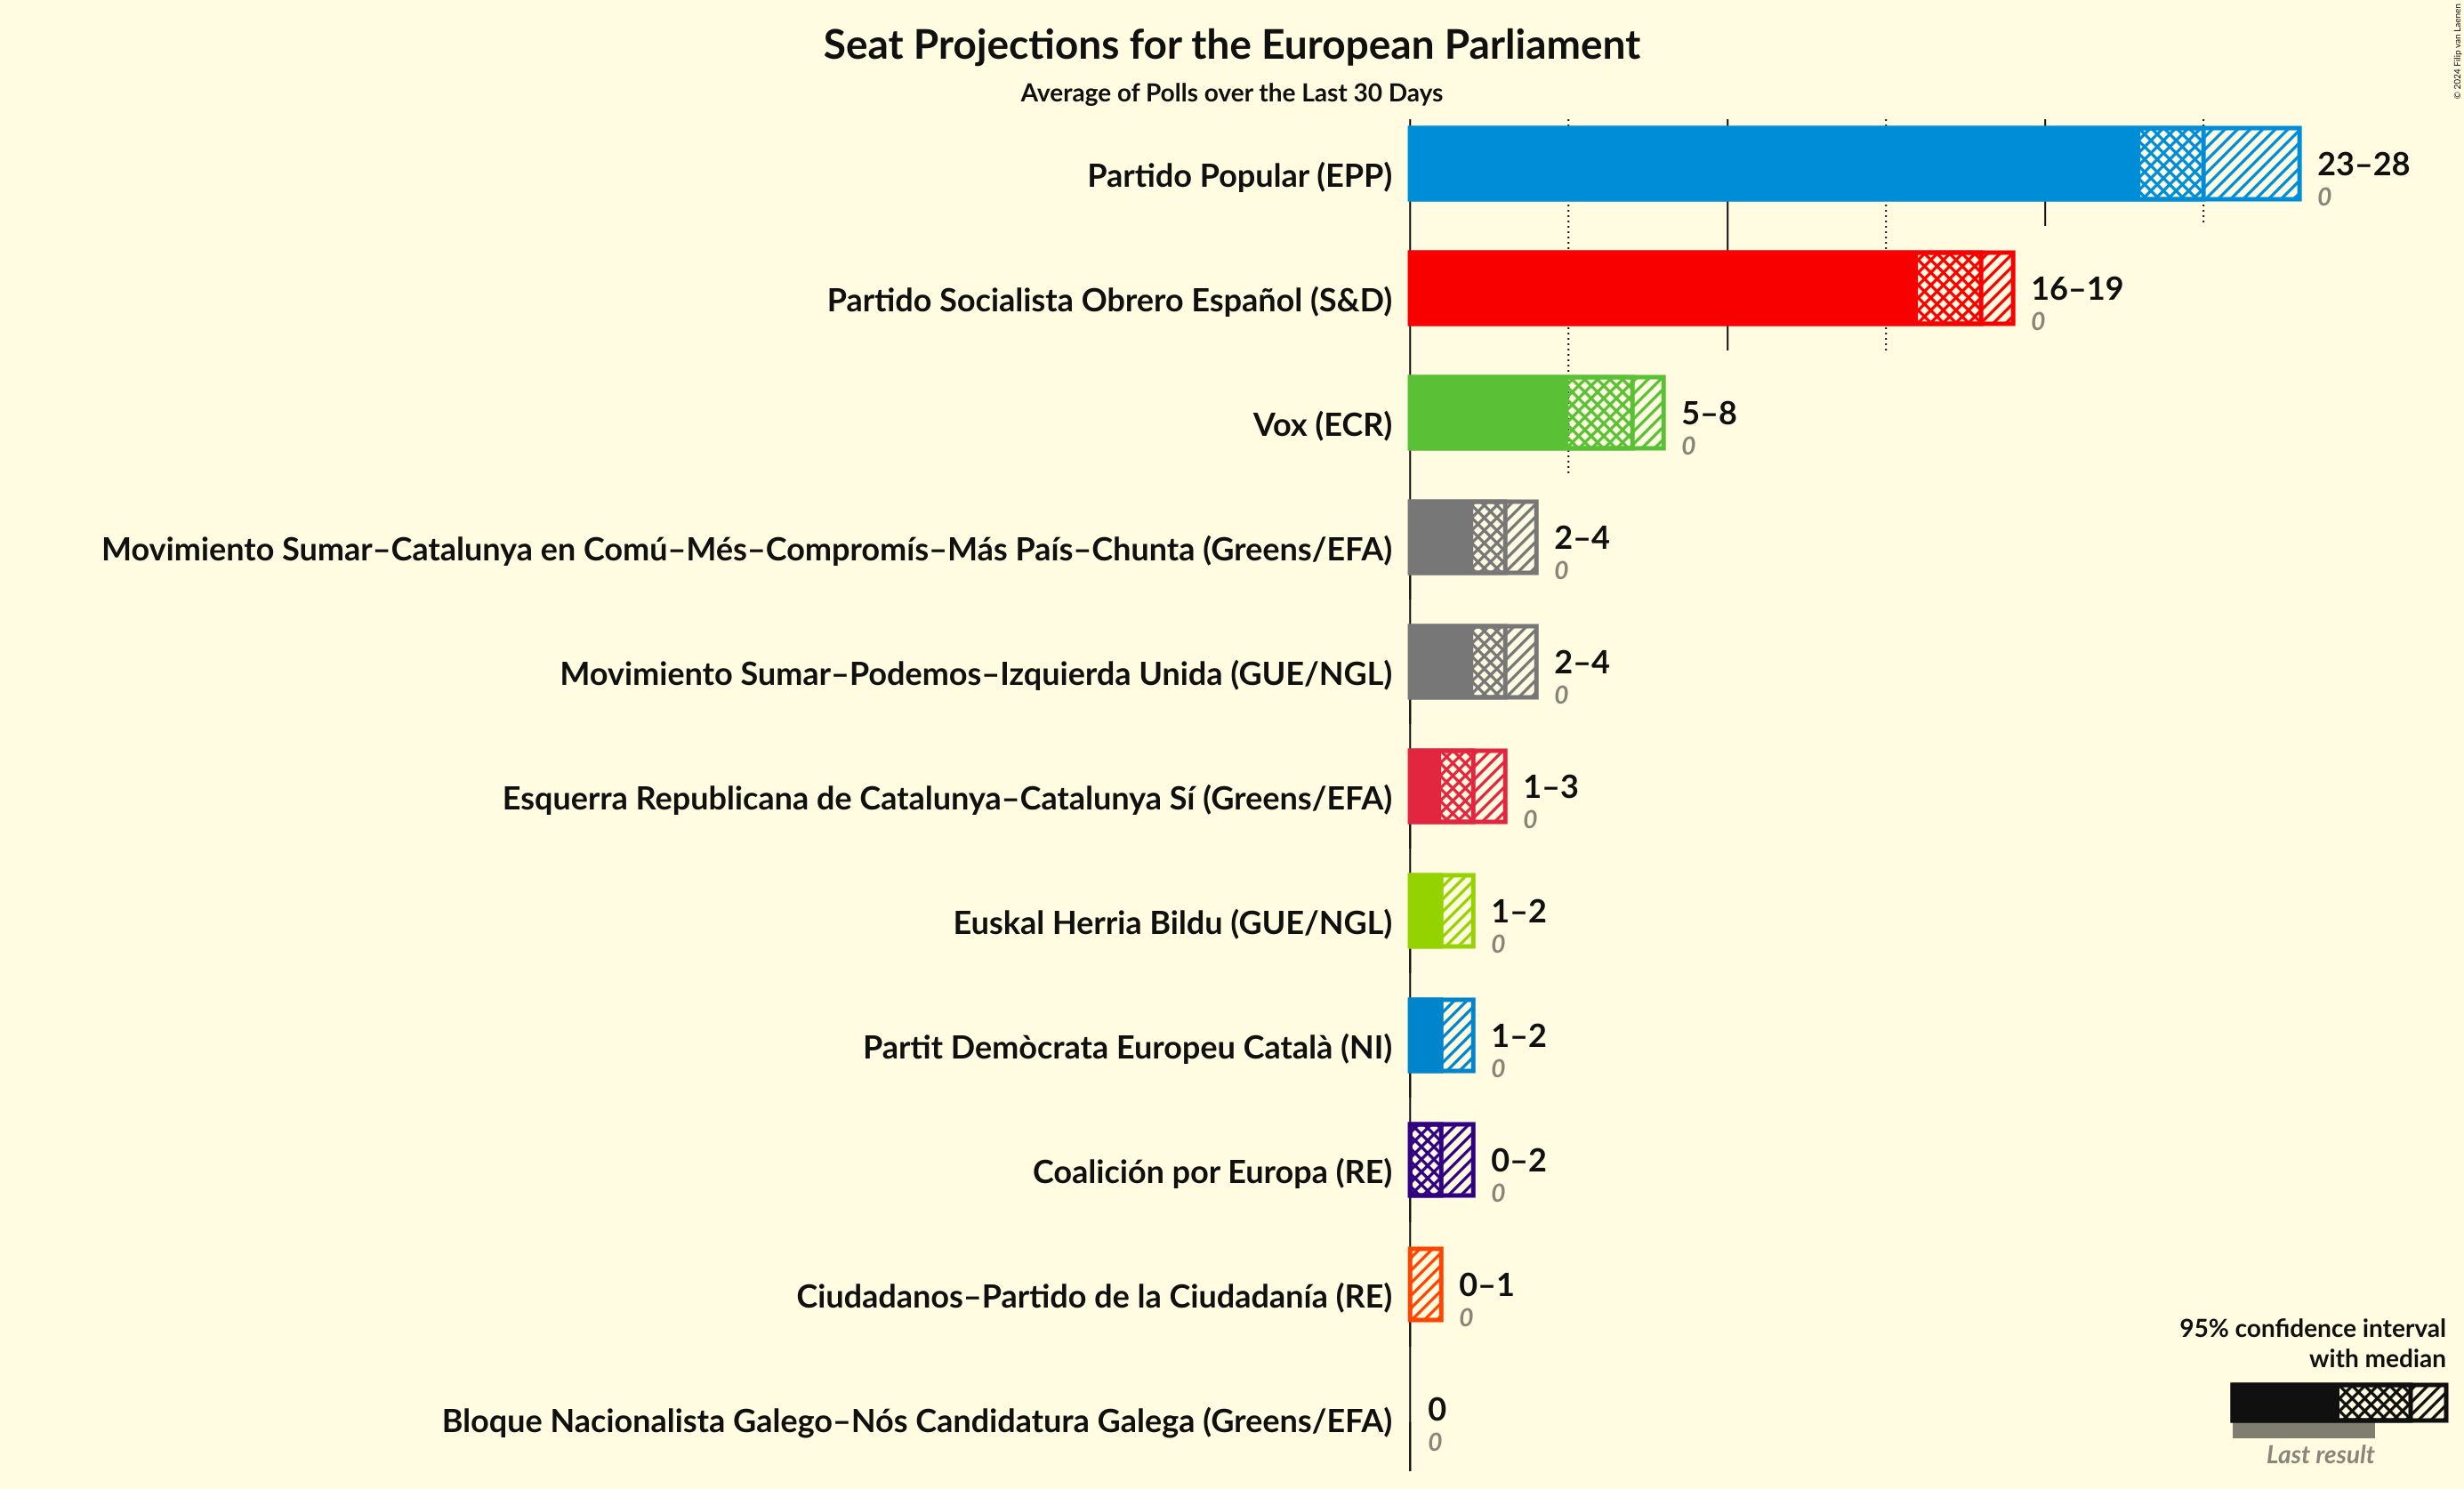 Seat Projections for the European Parliament
Average of Polls over the Last 30 Days
© 2024 Filip van Laenen
Partido Popular (EPP)
23–28
0
Partido Socialista Obrero Español (S&D)
16–19
0
Vox (ECR)
5–8
0
Movimiento Sumar–Catalunya en Comú–Més–Compromís–Más País–Chunta (Greens/EFA)
2–4
0
Movimiento Sumar–Podemos–Izquierda Unida (GUE/NGL)
2–4
0
Esquerra Republicana de Catalunya–Catalunya Sí (Greens/EFA)
1–3
0
Euskal Herria Bildu (GUE/NGL)
1–2
0
Partit Demòcrata Europeu Català (NI)
1–2
0
Coalición por Europa (RE)
0–2
0
Ciudadanos–Partido de la Ciudadanía (RE)
0–1
0
Bloque Nacionalista Galego–Nós Candidatura Galega (Greens/EFA)
0
0
95% confidence interval
with median
Last result